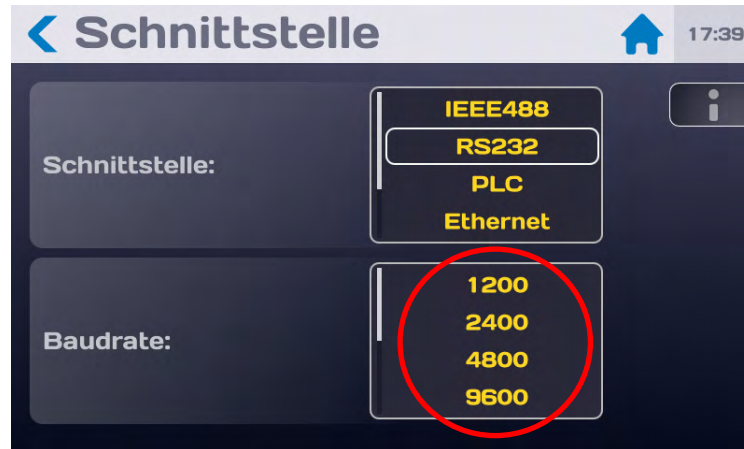 Schnittstelle
17:39
Schnittstelle:
IEEE488
RS232
PLC
Ethernet
Baudrate:
1200
2400
4800
9600